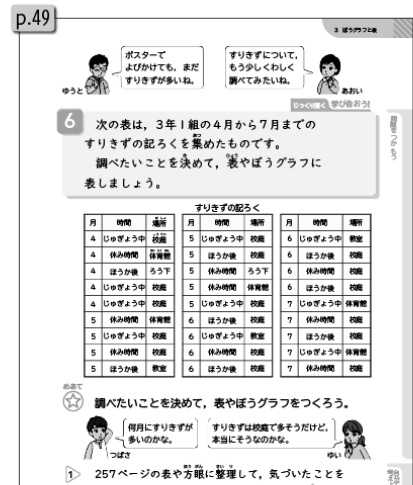 p.49
3 ぼうグラフと表
ポスターで
よびかけても，まだ
すりきずが多いね。
ゆうと
すりきずについて，
もう少しくわしく
調べてみたいね。
あおい
じっくり深く 学び合おう!
問題をつかもう
6 次の表は，3年1組の4月から7月までの
すりきずの記ろくを集めたものです。
調べたいことを決めて，表やぼうグラフに
表しましょう。
すりきずの記ろく
月 時間 場所 月 時間 場所 月 時間 場所
4 じゅぎょう中 校庭 5 じゅぎょう中 校庭 6 じゅぎょう中 教室
4 休み時間 体育館 5 ほうか後 校庭 6 休み時間 校庭
4 ほうか後 ろう下 5 休み時間 ろう下 6 ほうか後 校庭
4 じゅぎょう中 校庭 5 休み時間 体育館 6 休み時間 校庭
4 じゅぎょう中 校庭 5 じゅぎょう中 校庭 7 じゅぎょう中 体育館
5 休み時間 体育館 6 ほうか後 校庭 7 ほうか後 校庭
5 じゅぎょう中 校庭 6 じゅぎょう中 教室 7 じゅぎょう中 体育館
5 ほうか後 教室 6 ほうか後 校庭 7 休み時間 校庭
めあて
調べたいことを決めて，表やぼうグラフをつくろう。
何月にすりきずが
多いのかな。
つばさ
すりきずは校庭で多そうだけど，
本当にそうなのかな。
ゆい
1 257ページの表や方眼に整理して，気づいたことを